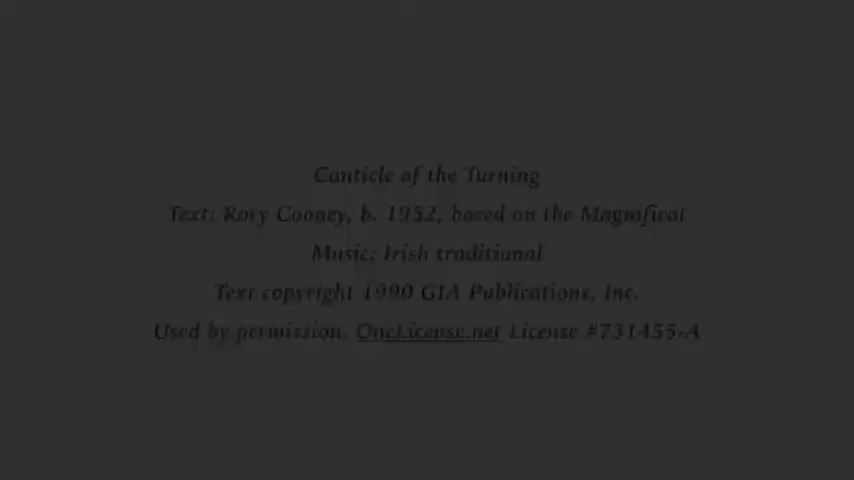 Canticle of the Turning
Text: Rory Cooney, b. 1952, based on the Magnificat
Music: Irish traditional
Text copyright 1990 GIA Publications, Inc.
Used by permission. OneLicense.net License #731455-A